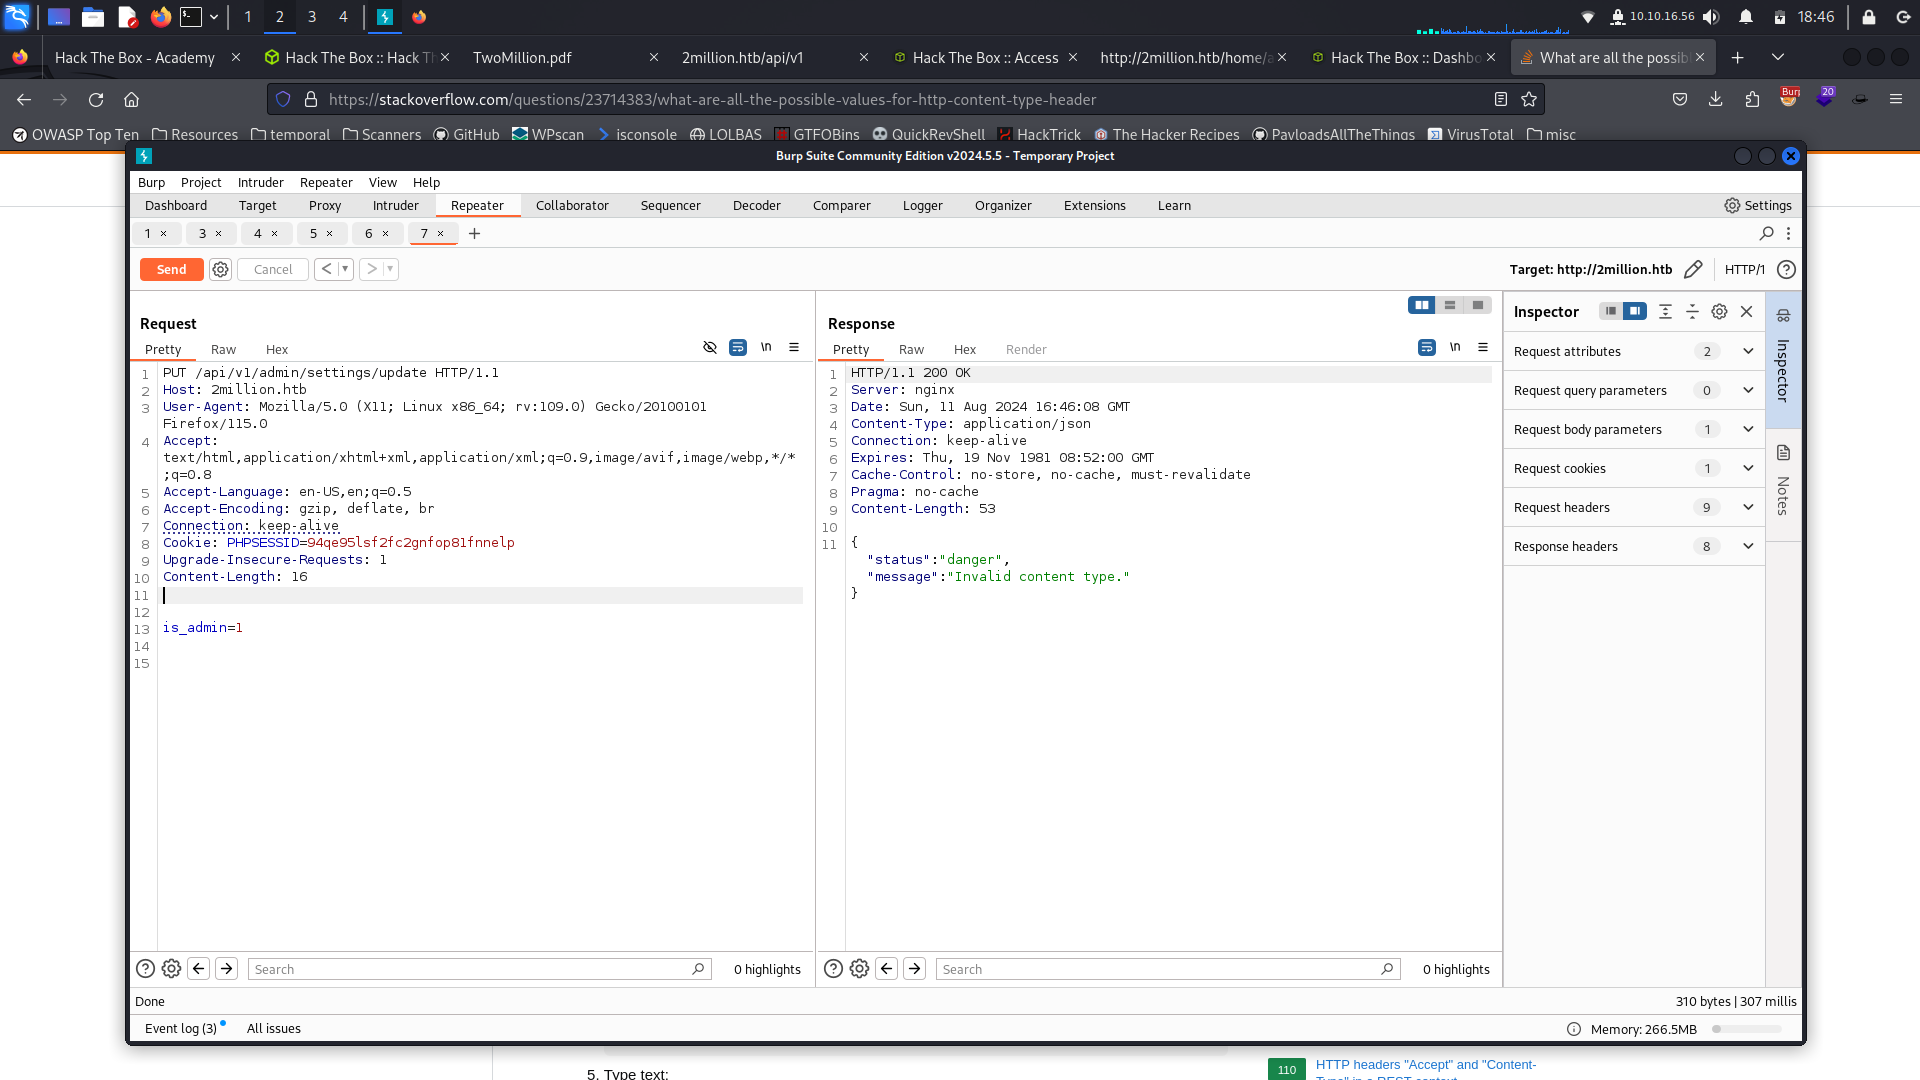 1 2 3 4
10.10.16.56
18:46
Hack The Box - Academy
Hack The Box :: Hack Th
TwoMillion.pdf
2million.htb/api/v1
Hack The Box :: Access
http://2million.htb/home/a
Hack The Box :: Dashbo
What are all the possib
https://stackoverflow.com/questions/23714383/what-are-all-the-possible-values-for-http-content-type-header
Burp
20
OWASP Top Ten Resources temporal Scanners GitHub WPscan jsconsole LOLBAS GTFOBins QuickRevShell HackTrick The Hacker Recipes PayloadsAllTheThings VirusTotal misc
Burp Suite Community Edition v2024.5.5 - Temporary Project
Burp Project Intruder Repeater View Help
Dashboard Target Proxy Intruder Repeater Collaborator Sequencer Decoder Comparer Logger Organizer Extensions Learn
Settings
1 × 3 × 4 × 5 × 6 × 7 × +
Send
Cancel
Target: http://2million.htb
HTTP/1
Request
Pretty Raw Hex
\n
1 PUT /api/v1/admin/settings/update HTTP/1.1
2 Host: 2million.htb
3 User-Agent: Mozilla/5.0 (X11; Linux x86_64; rv:109.0) Gecko/20100101
Firefox/115.0
4 Accept:
text/html,application/xhtml+xml,application/xml;q=0.9,image/avif,image/webp,*/*
;q=0.8
5 Accept-Language: en-US,en;q=0.5
6 Accept-Encoding: gzip, deflate, br
7 Connection: keep-alive
8 Cookie: PHPSESSID=94qe95lsf2fc2gnfop81fnnelp
9 Upgrade-Insecure-Requests: 1
10 Content-Length: 16
11
12
13 is_admin=1
14
15
Search
0 highlights
Response
Pretty Raw Hex Render
\n
1 HTTP/1.1 200 OK
2 Server: nginx
3 Date: Sun, 11 Aug 2024 16:46:08 GMT
4 Content-Type: application/json
5 Connection: keep-alive
6 Expires: Thu, 19 Nov 1981 08:52:00 GMT
7 Cache-Control: no-store, no-cache, must-revalidate
8 Pragma: no-cache
9 Content-Length: 53
10
11 {
"status":"danger",
"message":"Invalid content type."
}
Search
0 highlights
Inspector
Request attributes 2
Request query parameters 0
Request body parameters 1
Request cookies 1
Request headers 9
Response headers 8
Inspector
Notes
Done
310 bytes | 307 millis
Event log (3)
All issues
Memory: 266.5MB
5. Type text:
110
HTTP headers "Accept" and "Content-
Type" in a REST context